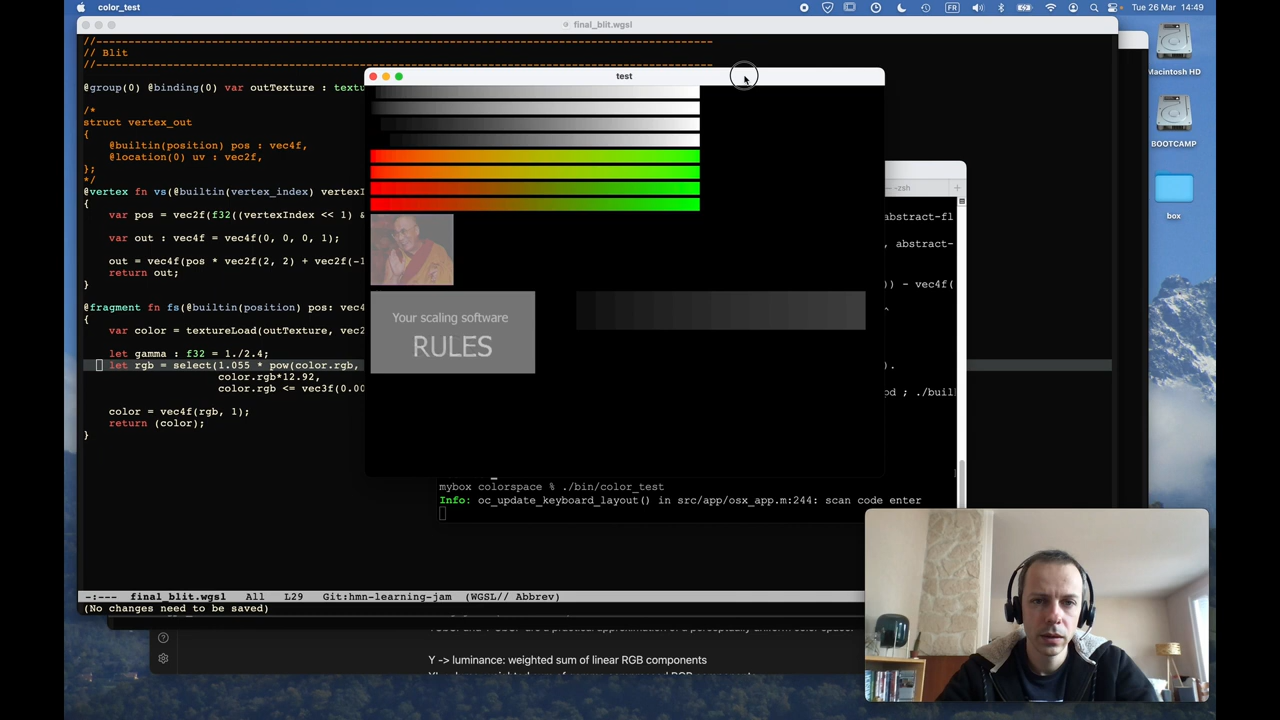 color_test
FR
Tue 26 Mar 14:49
final_blit.wgsl
//
// Blit
//
@group(0) @binding(0) var outTexture : textu
/*
struct vertex_out
{
@builtin(position) pos : vec4f,
@location(0) uv : vec2f,
};
*/
@vertex fn vs(@builtin(vertex_index) vertexI
{
var pos = vec2f(f32((vertexIndex << 1) &
var out : vec4f = vec4f(0, 0, 0, 1);
out = vec4f(pos * vec2f(2, 2) + vec2f(-1
return out;
}
@fragment fn fs(@builtin(position) pos: vec4
{
var color = textureLoad(outTexture, vec2
let gamma : f32 = 1./2.4;
let rgb = select(1.055 * pow(color.rgb,
color.rgb*12.92,
color.rgb <= vec3f(0.00
color = vec4f(rgb, 1);
return (color);
}
test
Your scaling software
RULES
-zsh
abstract-fl
, abstract-
)) - vec4f(
^
).
pd ; ./buil
mybox colorspace % ./bin/color_test
Info: oc_update_keyboard_layout() in src/app/osx_app.m:244: scan code enter
-:--- final_blit.wgsl All L29 Git:hmn-learning-jam (WGSL// Abbrev)
(No changes need to be saved)
Y -> luminance: weighted sum of linear RGB components
Macintosh HD
BOOTCAMP
box